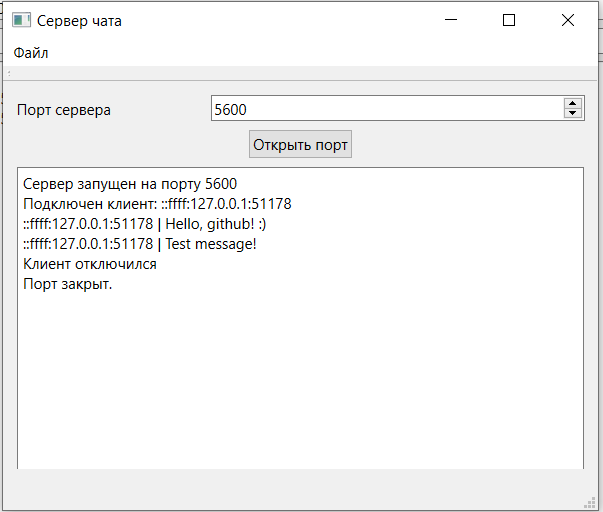 Сервер чата
Файл
Порт сервера 5600
Открыть порт
Сервер запущен на порту 5600
Подключен клиент: ::ffff:127.0.0.1:51178
::ffff:127.0.0.1:51178 | Hello, github! :)
::ffff:127.0.0.1:51178 | Test message!
Клиент отключился
Порт закрыт.